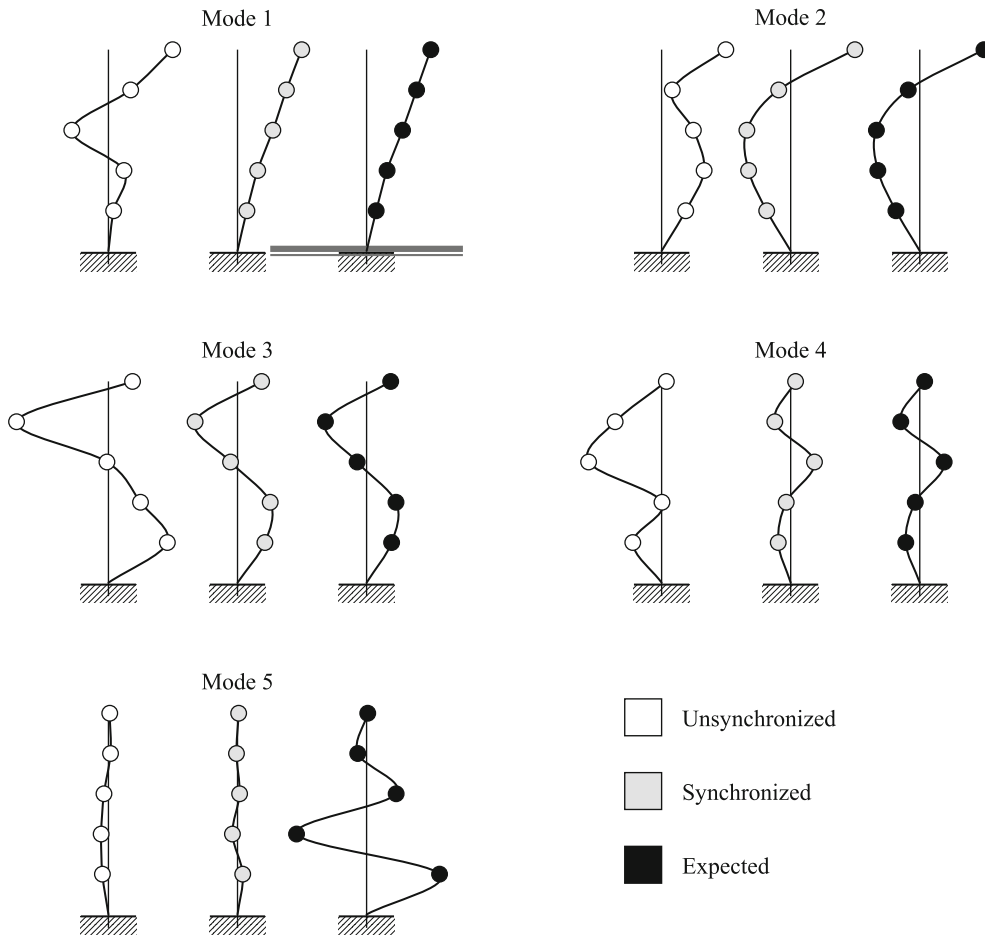 Mode 1
Mode 2
Mode 3
Mode 4
Mode 5
Unsynchronized
Synchronized
Expected